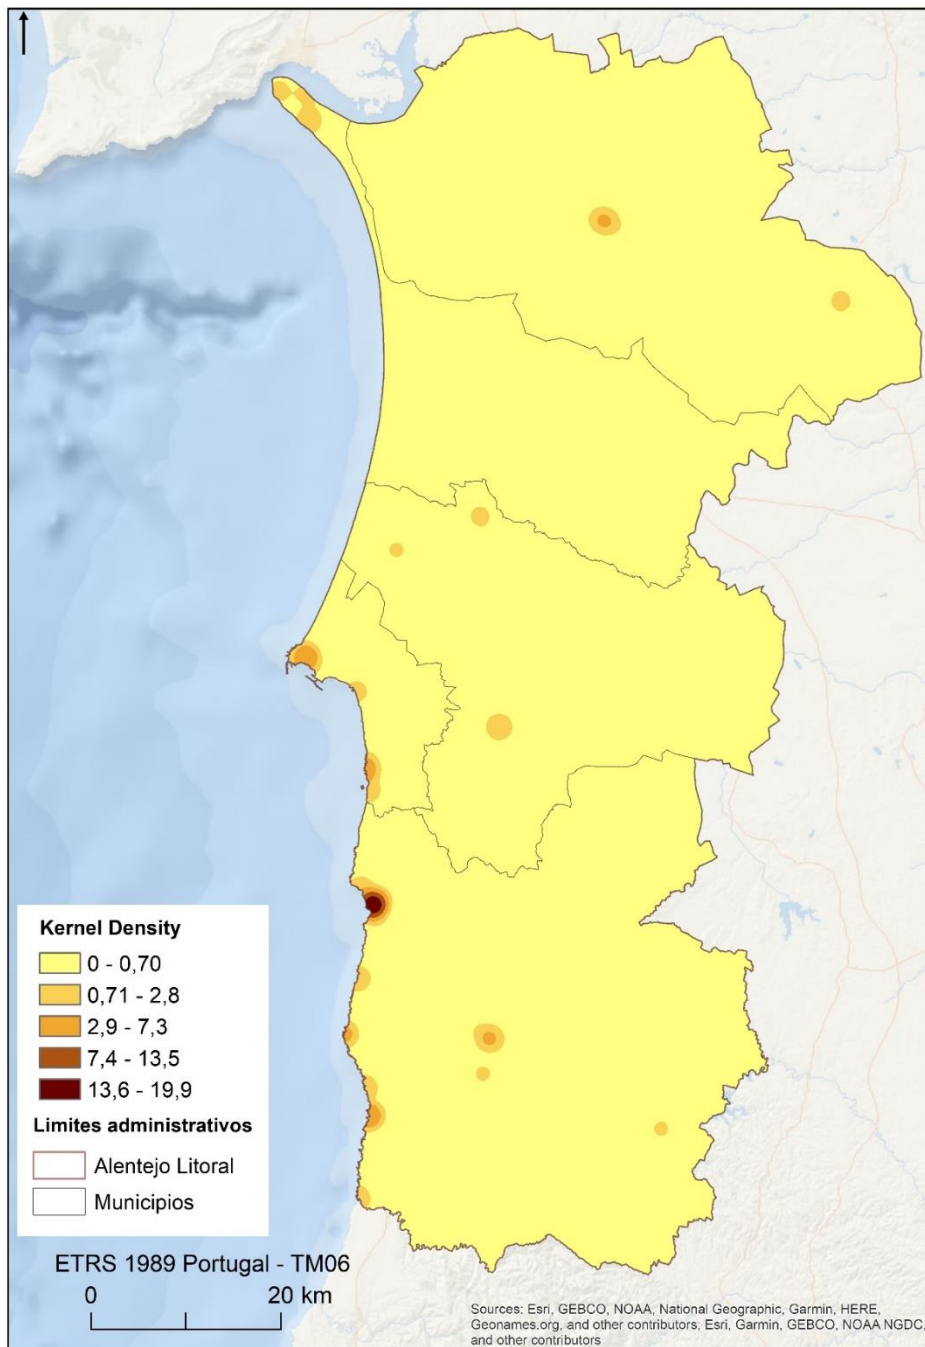 Kernel Density
0 - 0,70
0,71 - 2,8
2,9 - 7,3
7,4 - 13,5
13,6 - 19,9
Limites administrativos
Alentejo Litoral
Municipios
ETRS 1989 Portugal - TM06
0 20 km
Sources: Esri, GEBCO, NOAA, National Geographic, Garmin, HERE,
Geonames.org, and other contributors; Esri, Garmin, GEBCO, NOAA NGDC,
and other contributors